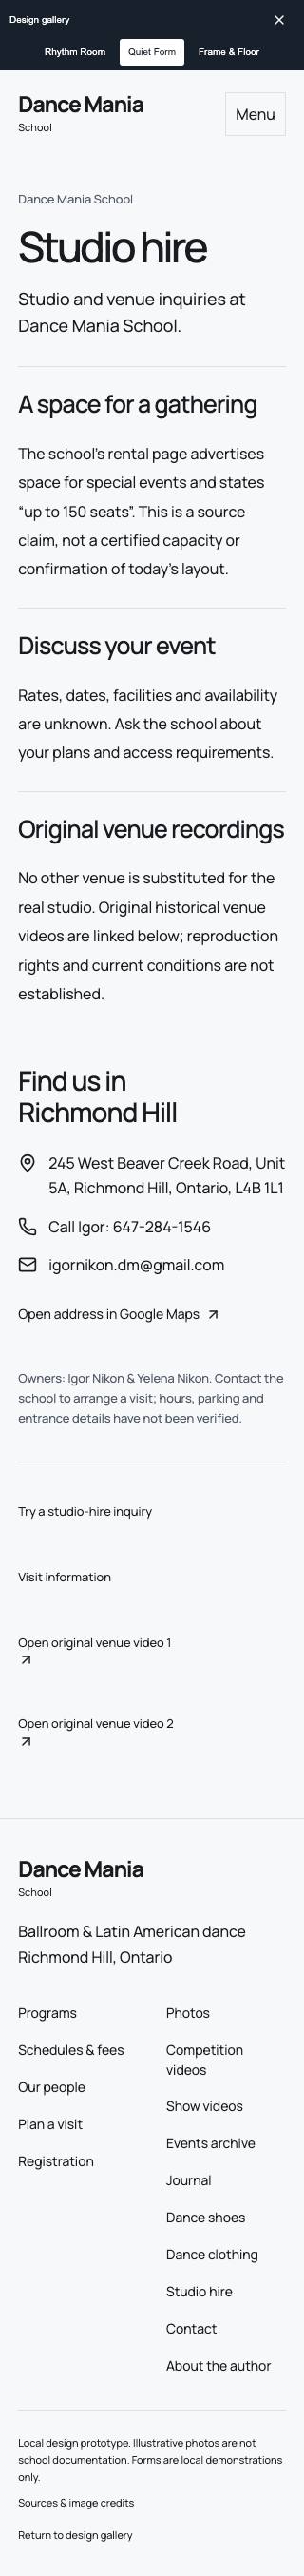 Design gallery
Rhythm Room Quiet Form Frame & Floor
Dance Mania
School
Menu
Dance Mania School
Studio hire
Studio and venue inquiries at
Dance Mania School.
A space for a gathering
The school's rental page advertises
space for special events and states
“up to 150 seats”. This is a source
claim, not a certified capacity or
confirmation of today's layout.
Discuss your event
Rates, dates, facilities and availability
are unknown. Ask the school about
your plans and access requirements.
Original venue recordings
No other venue is substituted for the
real studio. Original historical venue
videos are linked below; reproduction
rights and current conditions are not
established.
Find us in
Richmond Hill
245 West Beaver Creek Road, Unit
5A, Richmond Hill, Ontario, L4B 1L1
Call Igor: 647-284-1546
igornikon.dm@gmail.com
Open address in Google Maps
Owners: Igor Nikon & Yelena Nikon. Contact the
school to arrange a visit; hours, parking and
entrance details have not been verified.
Try a studio-hire inquiry
Visit information
Open original venue video 1
Open original venue video 2
Dance Mania
School
Ballroom & Latin American dance
Richmond Hill, Ontario
Programs
Schedules & fees
Our people
Plan a visit
Registration
Photos
Competition
videos
Show videos
Events archive
Journal
Dance shoes
Dance clothing
Studio hire
Contact
About the author
Local design prototype. Illustrative photos are not
school documentation. Forms are local demonstrations
only.
Sources & image credits
Return to design gallery